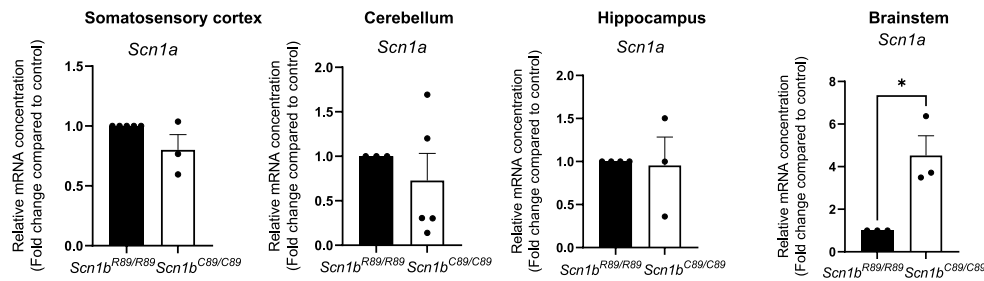 Somatosensory cortex
Scn1a
Relative mRNA concentration
(Fold change compared to control)
1.5
1.0
0.5
0.0
Scn1b^R89/R89 Scn1b^C89/C89
Cerebellum
Scn1a
Relative mRNA concentration
(Fold change compared to control)
2.0
1.5
1.0
0.5
0.0
Scn1b^R89/R89 Scn1b^C89/C89
Hippocampus
Scn1a
Relative mRNA concentration
(Fold change compared to control)
2.0
1.5
1.0
0.5
0.0
Scn1b^R89/R89 Scn1b^C89/C89
Brainstem
Scn1a
Relative mRNA concentration
(Fold change compared to control)
8
6
4
2
0
*
Scn1b^R89/R89 Scn1b^C89/C89